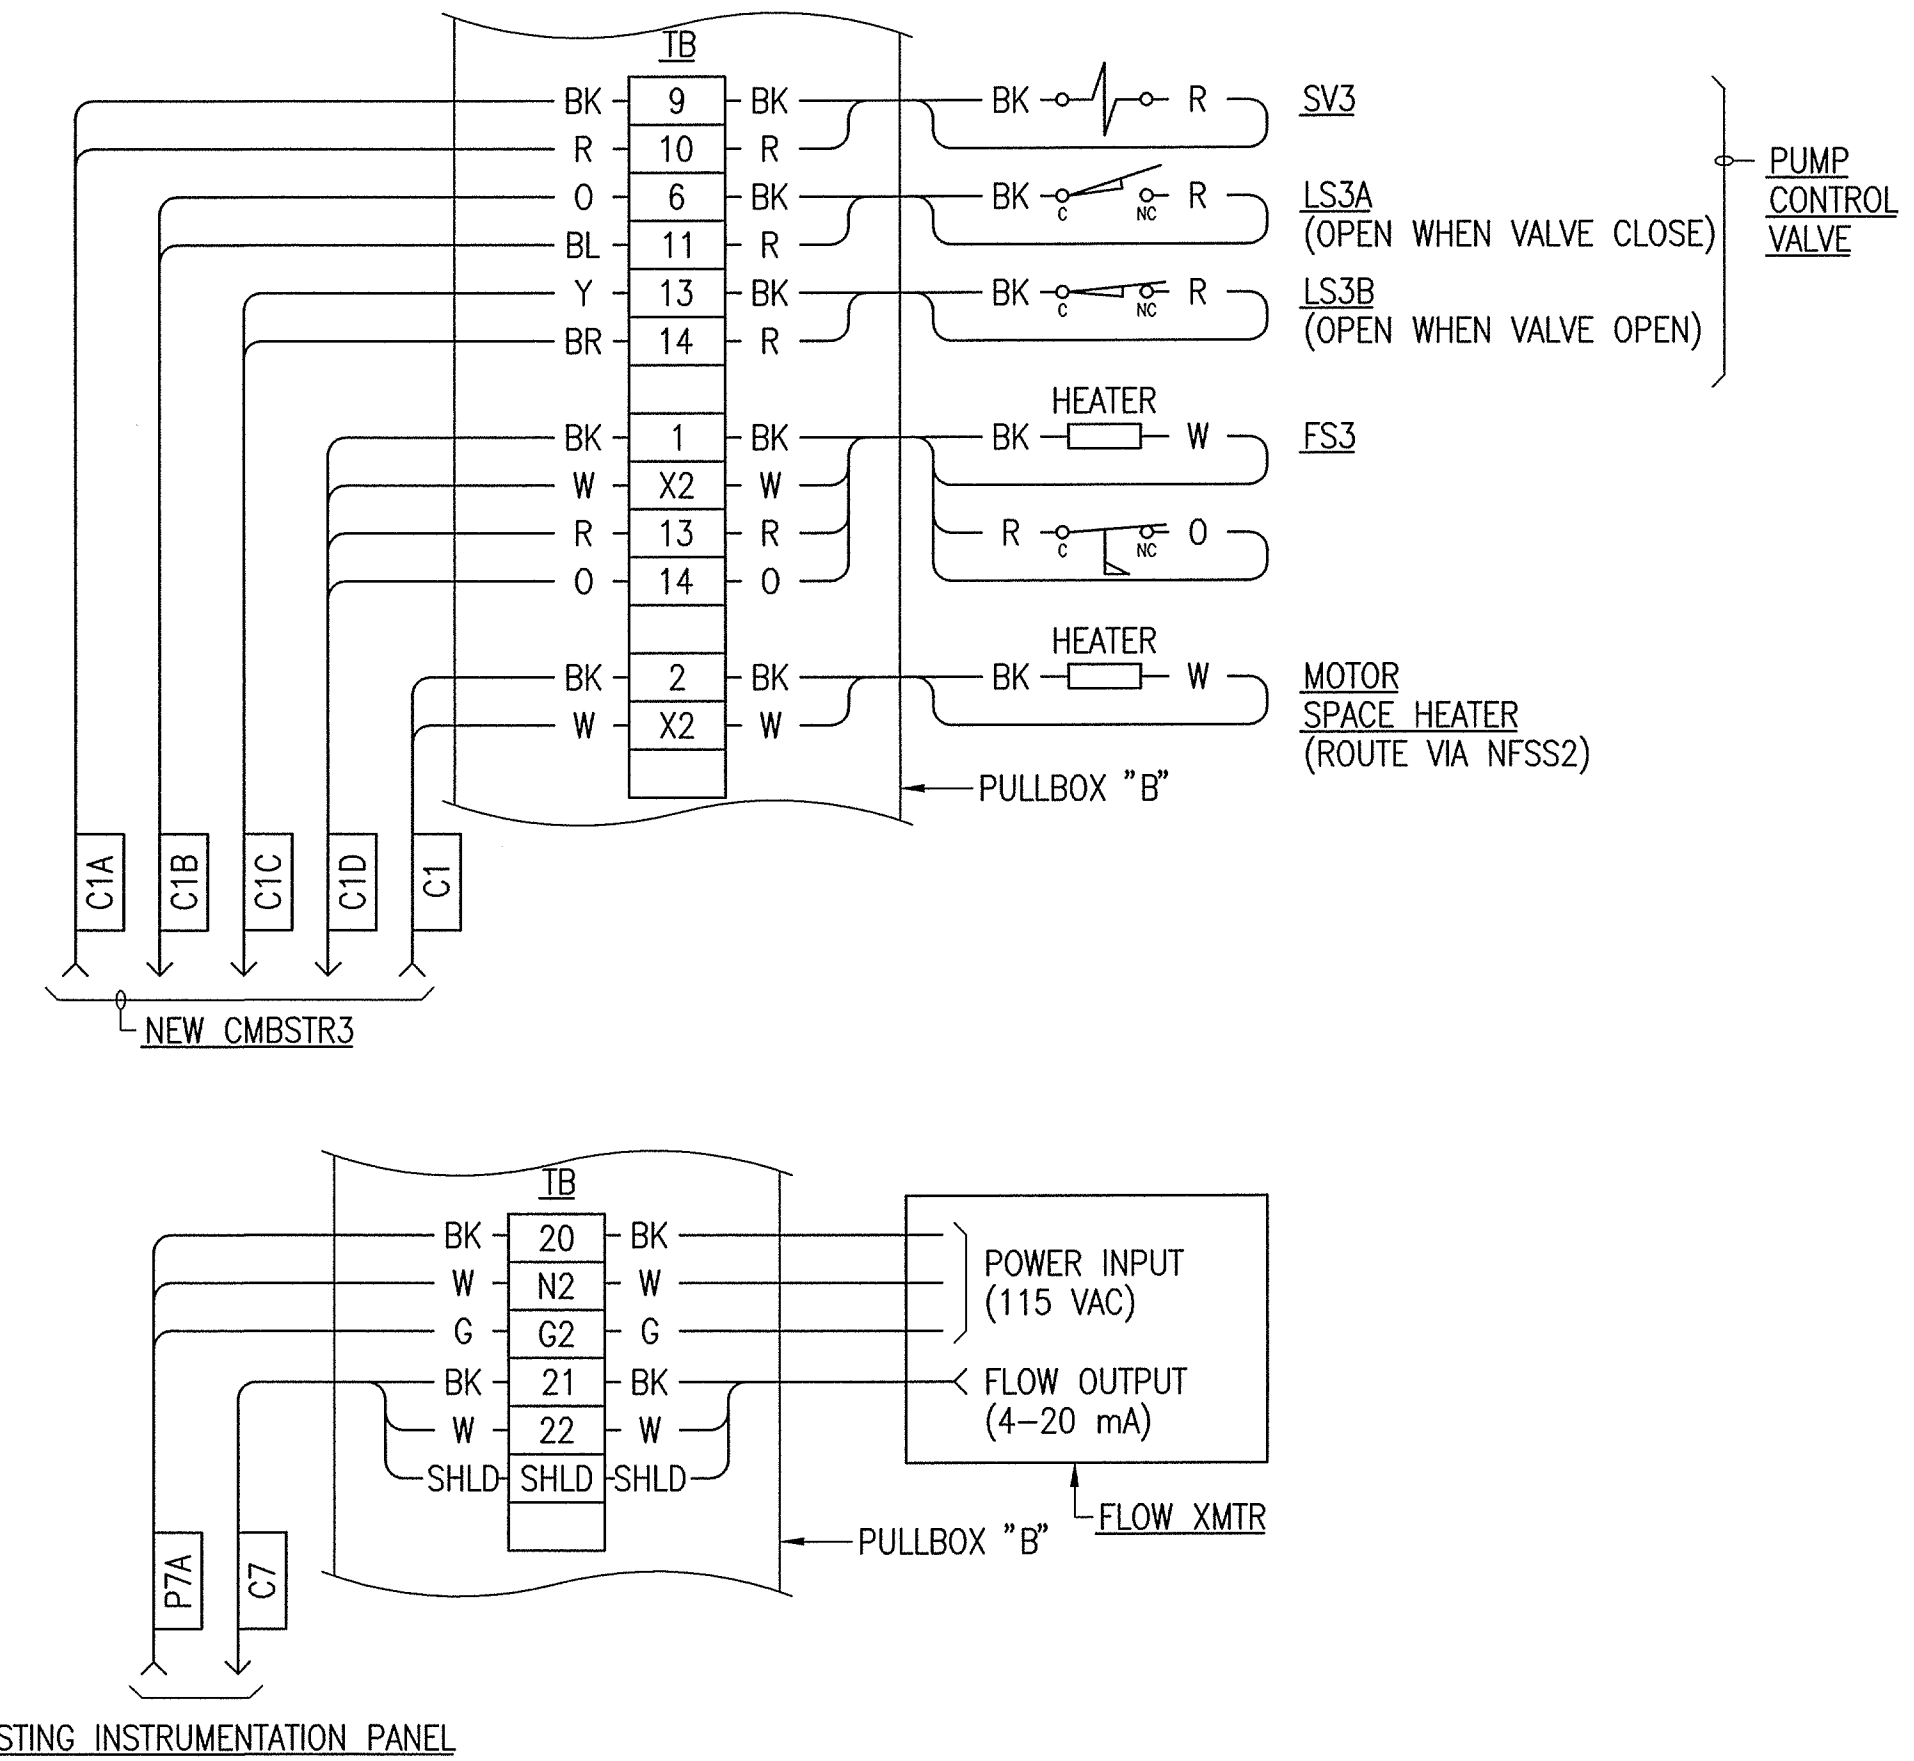 TB
BK 9 BK BK R SV3
R 10 R
O 6 BK BK C NC R LS3A
BL 11 R (OPEN WHEN VALVE CLOSE)
PUMP
CONTROL
VALVE
Y 13 BK BK C NC R LS3B
BR 14 R (OPEN WHEN VALVE OPEN)
HEATER
BK 1 BK BK W FS3
W X2 W
R 13 R R C NC O
O 14 O
HEATER
BK 2 BK BK W MOTOR
W X2 W SPACE HEATER
(ROUTE VIA NFSS2)
PULLBOX "B"
C1A C1B C1C C1D C1
NEW CMBSTR3
TB
BK 20 BK
W N2 W
G G2 G
POWER INPUT
(115 VAC)
BK 21 BK FLOW OUTPUT
W 22 W (4-20 mA)
SHLD SHLD SHLD
FLOW XMTR
PULLBOX "B"
P7A C7
STING INSTRUMENTATION PANEL